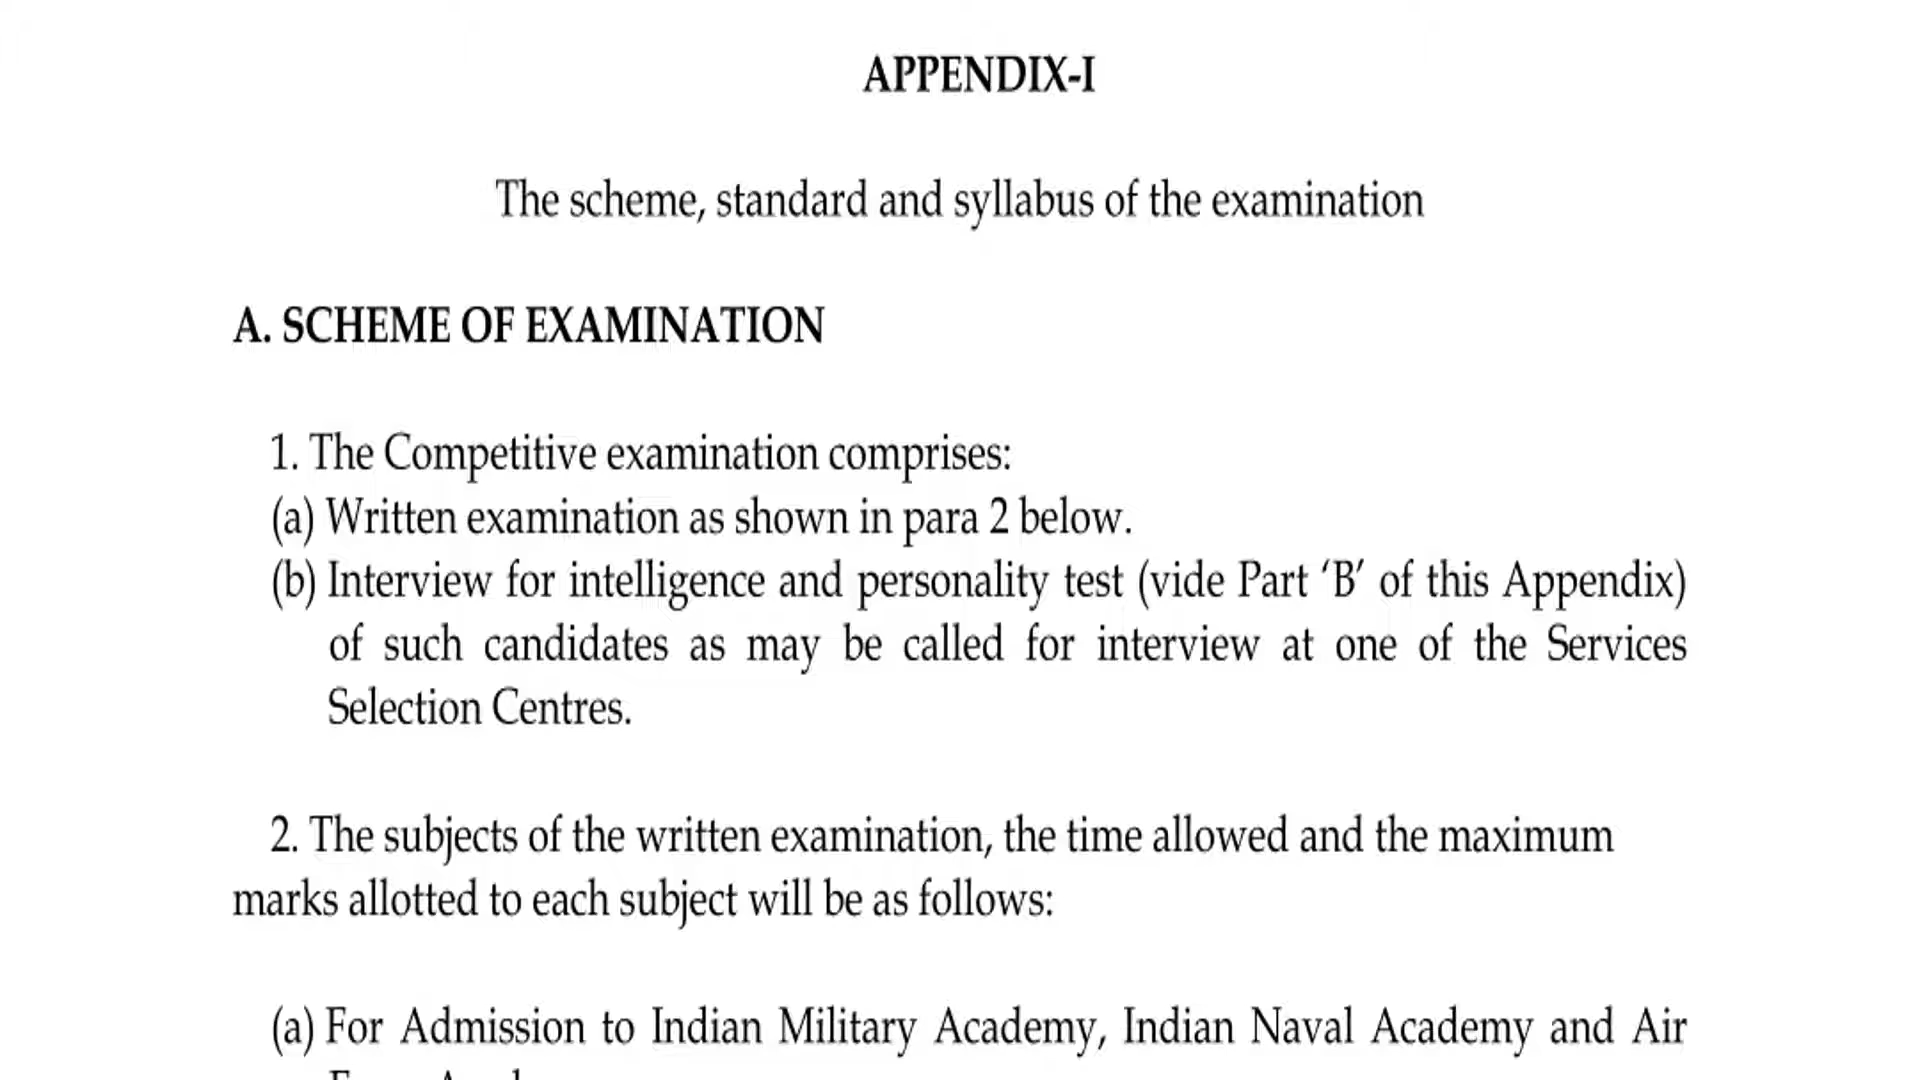 APPENDIX-I
The scheme, standard and syllabus of the examination
A. SCHEME OF EXAMINATION
1. The Competitive examination comprises:
(a) Written examination as shown in para 2 below.
(b) Interview for intelligence and personality test (vide Part ‘B’ of this Appendix)
of such candidates as may be called for interview at one of the Services
Selection Centres.
2. The subjects of the written examination, the time allowed and the maximum
marks allotted to each subject will be as follows:
(a) For Admission to Indian Military Academy, Indian Naval Academy and Air